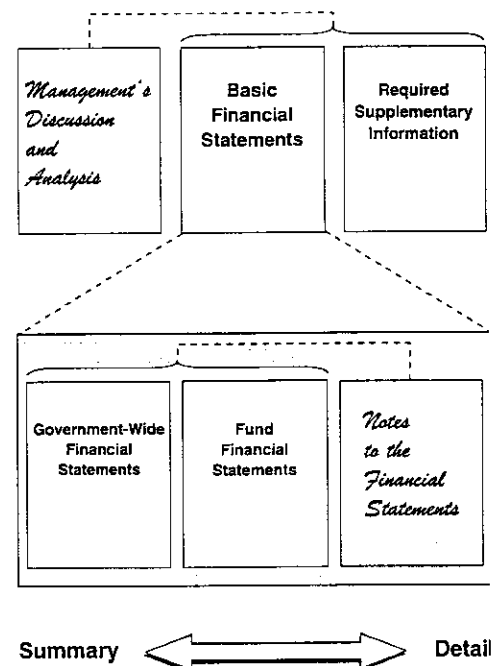 Management's
Discussion
and
Analysis
Basic
Financial
Statements
Required
Supplementary
Information
Government-Wide
Financial
Statements
Fund
Financial
Statements
Notes
to the
Financial
Statements
Summary
Detail